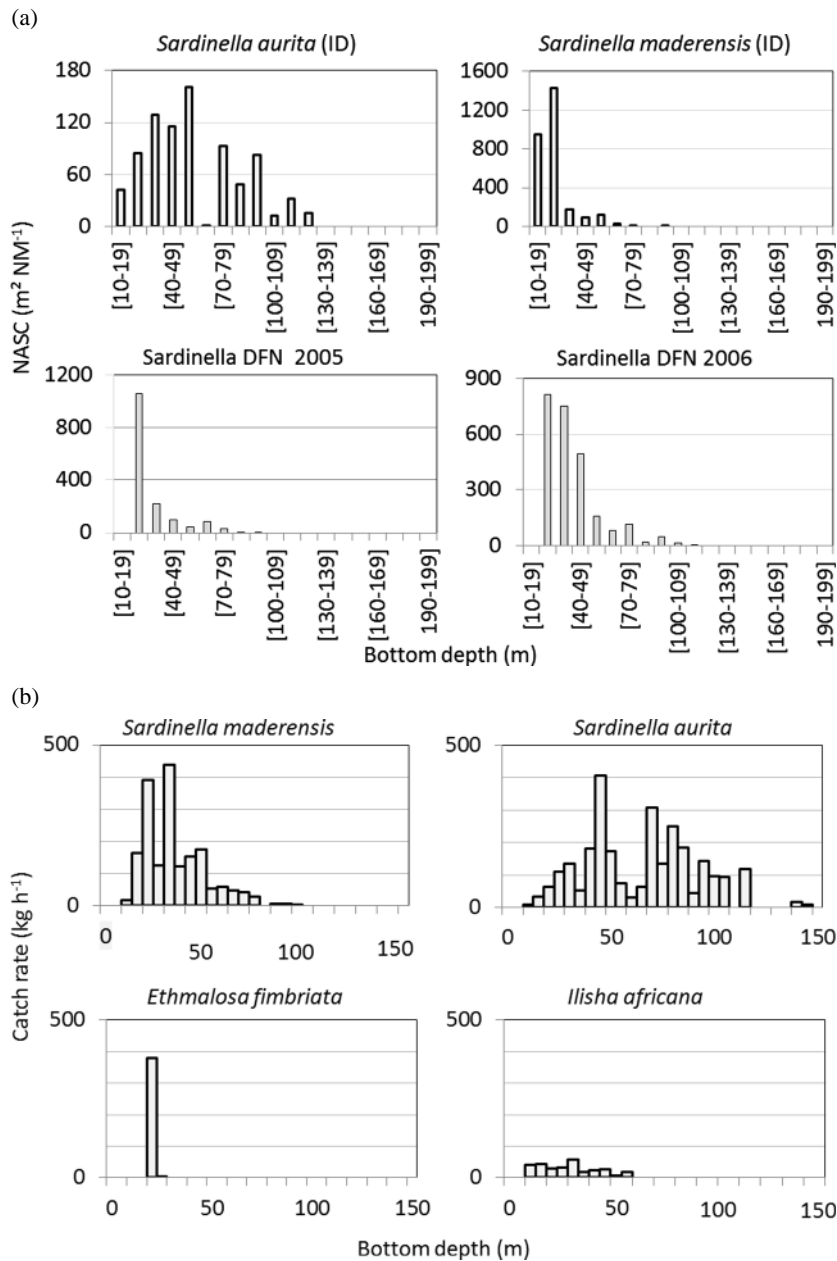 (a)
Sardinella aurita (ID)
Sardinella maderensis (ID)
180
120
60
0
1600
1200
800
400
0
[10-19]
[40-49]
[70-79]
[100-109]
[130-139]
[160-169]
190-199]
[10-19]
[40-49]
[70-79]
[100-109]
[130-139]
[160-169]
190-199]
NASC (m² NM⁻¹)
Sardinella DFN 2005
Sardinella DFN 2006
1200
800
400
0
900
600
300
0
[10-19]
[40-49]
[70-79]
[100-109]
[130-139]
[160-169]
190-199]
[10-19]
[40-49]
[70-79]
[100-109]
[130-139]
[160-169]
190-199]
Bottom depth (m)
(b)
Sardinella maderensis
Sardinella aurita
500
0
0 50 100 150
500
0
0 50 100 150
Catch rate (kg h⁻¹)
Ethmalosa fimbriata
Ilisha africana
500
0
0 50 100 150
500
0
0 50 100 150
Bottom depth (m)